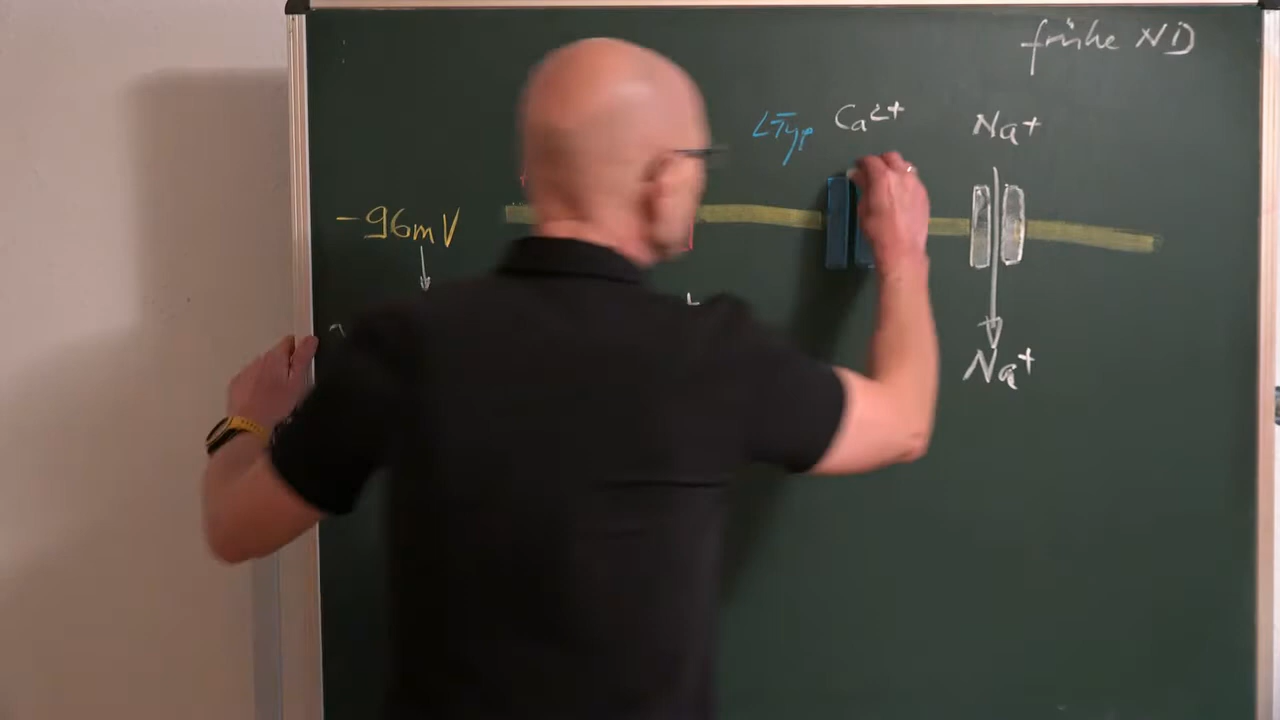 frühe ND
L-Typ Ca²⁺ Na⁺
-96mV
Na⁺